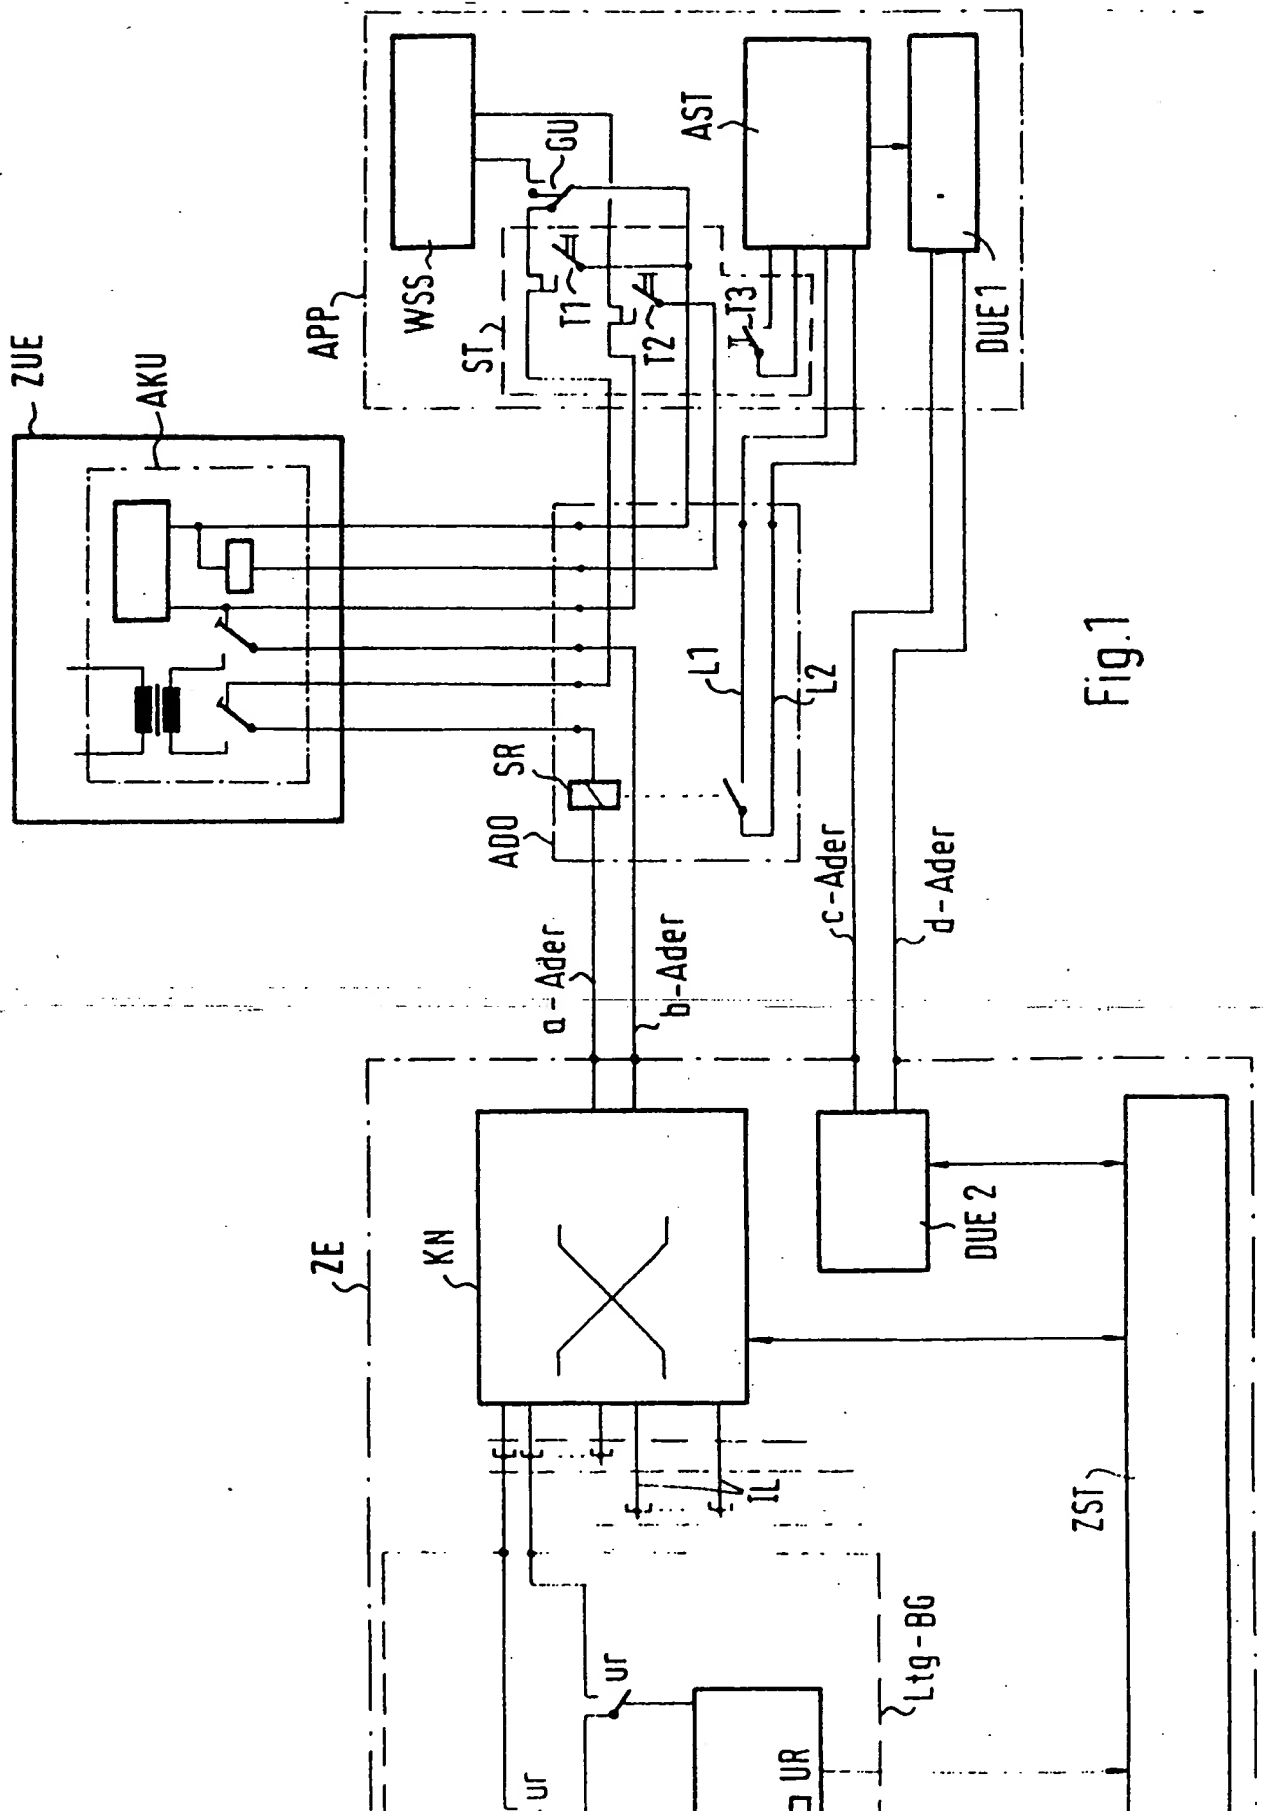 ZUE
AKU
APP
WSS
GU
ST
T1
T2
T3
AST
DUE1
SR
ADO
L1
L2
a-Ader
b-Ader
c-Ader
d-Ader
Fig.1
ZE
KN
DUE 2
IL
ZST
Ltg-BG
ur
ur
UR